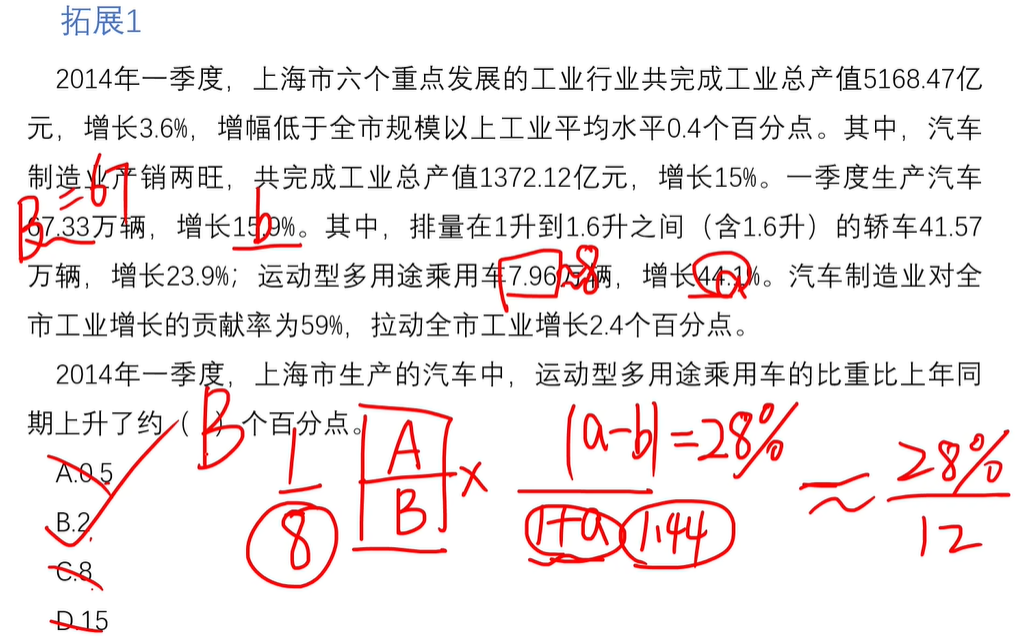 拓展1
2014年一季度，上海市六个重点发展的工业行业共完成工业总产值5168.47亿
元，增长3.6%，增幅低于全市规模以上工业平均水平0.4个百分点。其中，汽车
制造业产销两旺，共完成工业总产值1372.12亿元，增长15%。一季度生产汽车
B=67
b
67.33万辆，增长15.9%。其中，排量在1升到1.6升之间（含1.6升）的轿车41.57
万辆，增长23.9%；运动型多用途乘用车7.96万辆，增长44.1%。汽车制造业对全
≈8
a
市工业增长的贡献率为59%，拉动全市工业增长2.4个百分点。
2014年一季度，上海市生产的汽车中，运动型多用途乘用车的比重比上年同
期上升了约（ ）个百分点。
B
A.0.5
B.2
C.8
D.15
1/8
A/B ×
|a-b|=28%
1+a 1.44
≈ 28%/12